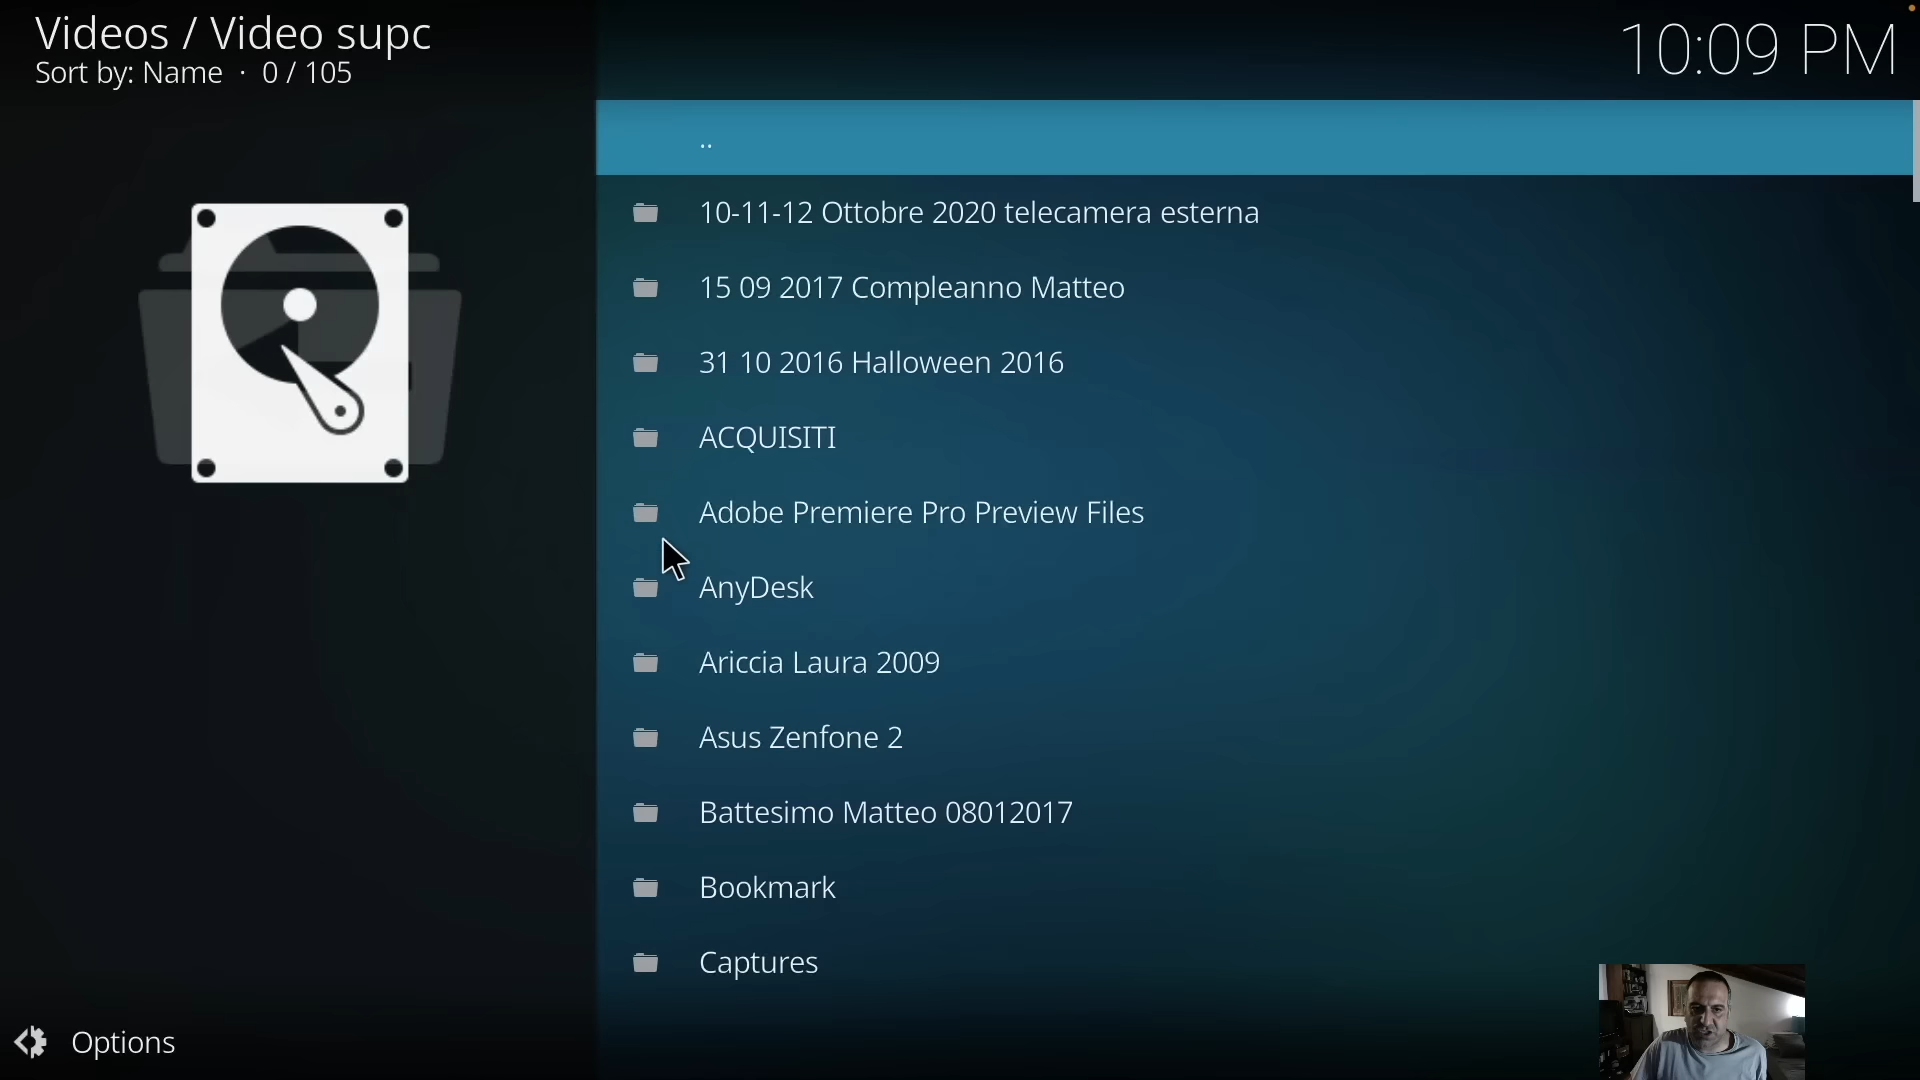 Videos / Video supc
Sort by: Name · 0 / 105
10:09 PM
..
10-11-12 Ottobre 2020 telecamera esterna
15 09 2017 Compleanno Matteo
31 10 2016 Halloween 2016
ACQUISITI
Adobe Premiere Pro Preview Files
AnyDesk
Ariccia Laura 2009
Asus Zenfone 2
Battesimo Matteo 08012017
Bookmark
Captures
Options